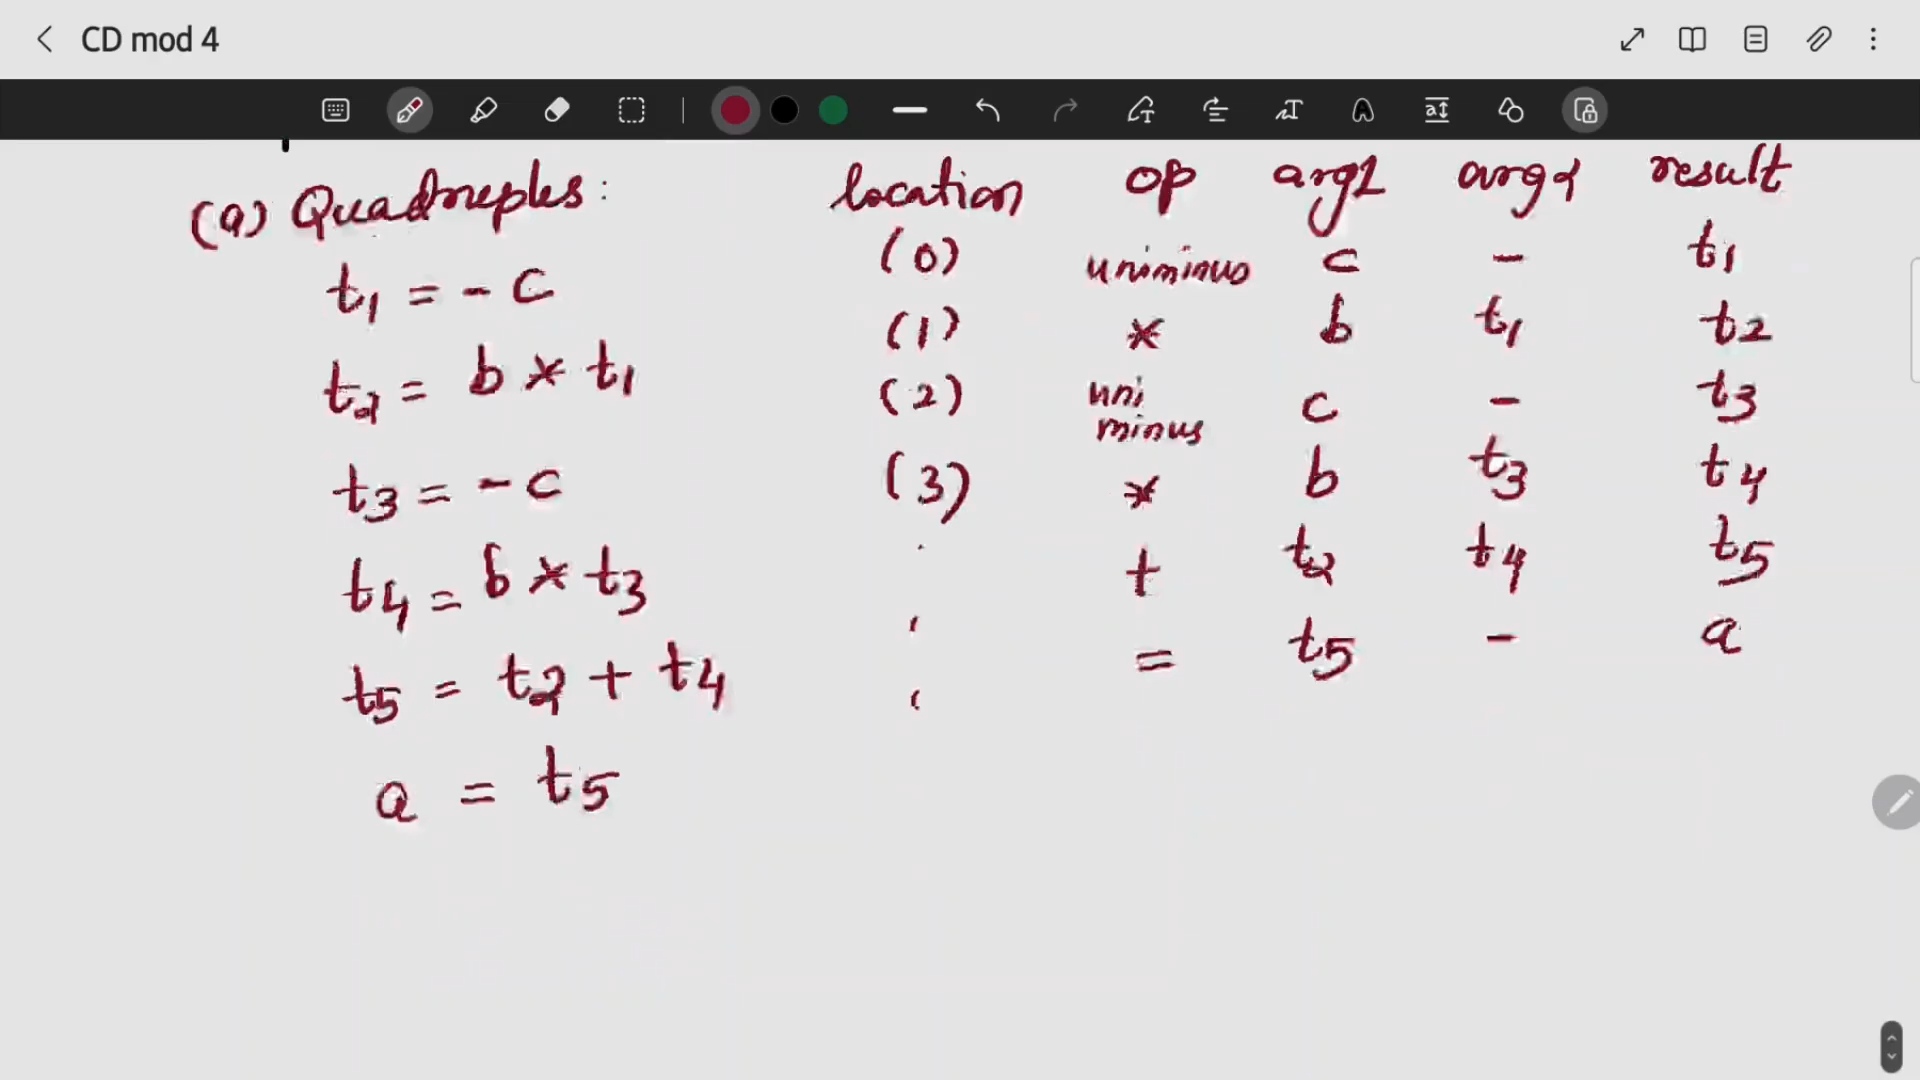 CD mod 4
(a) Quadruples :
t1 = - c
t2 = b * t1
t3 = - c
t4 = b * t3
t5 = t2 + t4
a = t5
location op arg1 arg2 result
(0) uniminus c - t1
(1) * b t1 t2
(2) uni minus c - t3
(3) * b t3 t4
+ t2 t4 t5
= t5 - a